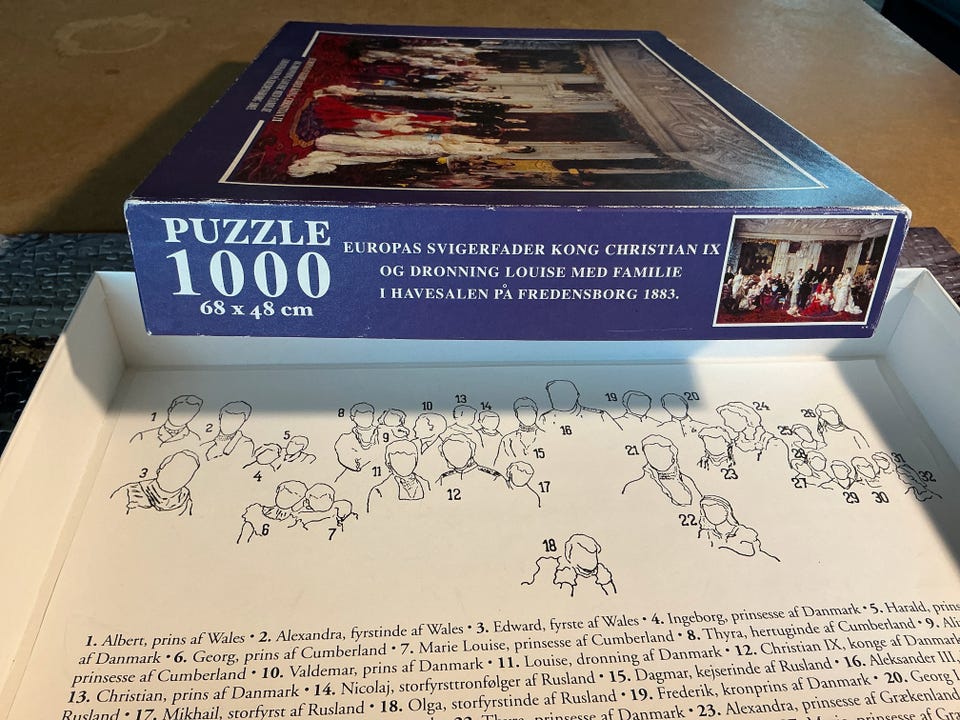 PUZZLE
1000
68 x 48 cm
EUROPAS SVIGERFADER KONG CHRISTIAN IX
OG DRONNING LOUISE MED FAMILIE
I HAVESALEN PÅ FREDENSBORG 1883.
1 2 3 4 5 6 7 8 9 10 11 12 13 14 15 16 17 18 19 20 21 22 23 24 25 26 27 28 29 30 31 32
1. Albert, prins af Wales • 2. Alexandra, fyrstinde af Wales • 3. Edward, fyrste af Wales • 4. Ingeborg, prinsesse af Danmark • 5. Harald,
af Danmark • 6. Georg, prins af Cumberland • 7. Marie Louise, prinsesse af Cumberland • 8. Thyra, hertuginde af Cumberland • 9.
prinsesse af Cumberland • 10. Valdemar, prins af Danmark • 11. Louise, dronning af Danmark • 12. Christian IX, konge af Danmark
13. Christian, prins af Danmark • 14. Nicolaj, storfyrsttronfølger af Rusland • 15. Dagmar, kejserinde af Rusland • 16. Aleksander III,
Rusland • 17. Mikhail, storfyrst af Rusland • 18. Olga, storfyrstinde af Rusland • 19. Frederik, kronprins af Danmark • 20. Georg
22. Thyra, prinsesse af Danmark • 23. Alexandra, prinsesse af Grækenland